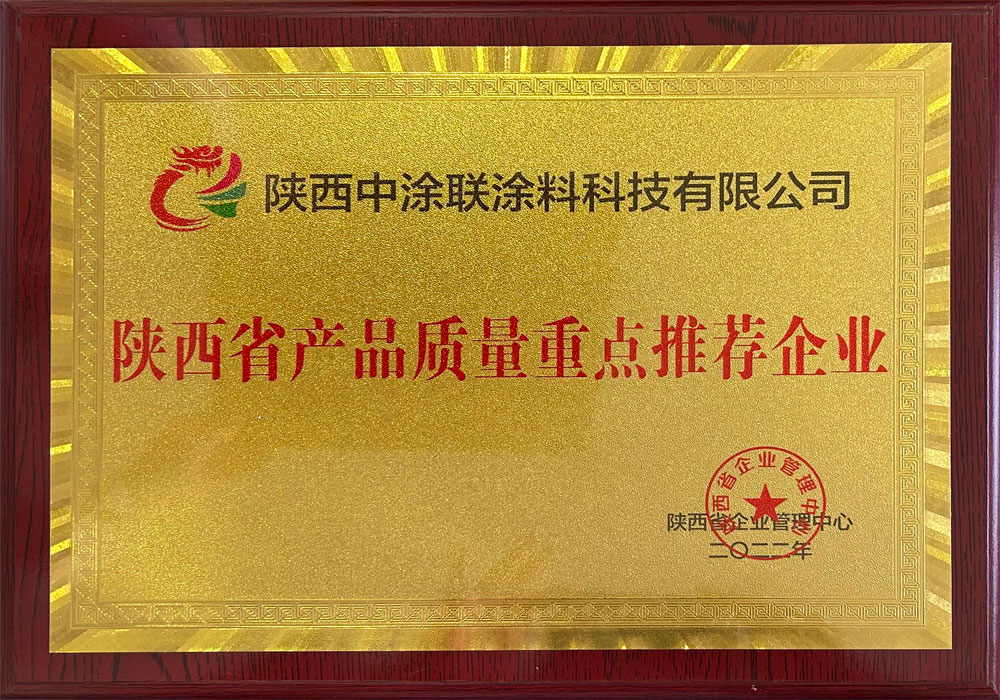 陕西中涂联涂料科技有限公司
陕西省产品质量重点推荐企业
陕西省企业管理中心
陕西省企业管理中心
二〇二二年